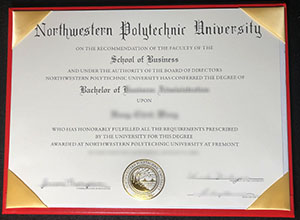 Northwestern Polytechnic University
ON THE RECOMMENDATION OF THE FACULTY OF THE
School of Business
AND UNDER THE AUTHORITY OF THE BOARD OF DIRECTORS
NORTHWESTERN POLYTECHNIC UNIVERSITY HAS CONFERRED THE DEGREE OF
Bachelor of
UPON
WHO HAS HONORABLY FULFILLED ALL THE REQUIREMENTS PRESCRIBED
BY THE UNIVERSITY FOR THIS DEGREE
AWARDED AT NORTHWESTERN POLYTECHNIC UNIVERSITY AT FREMONT